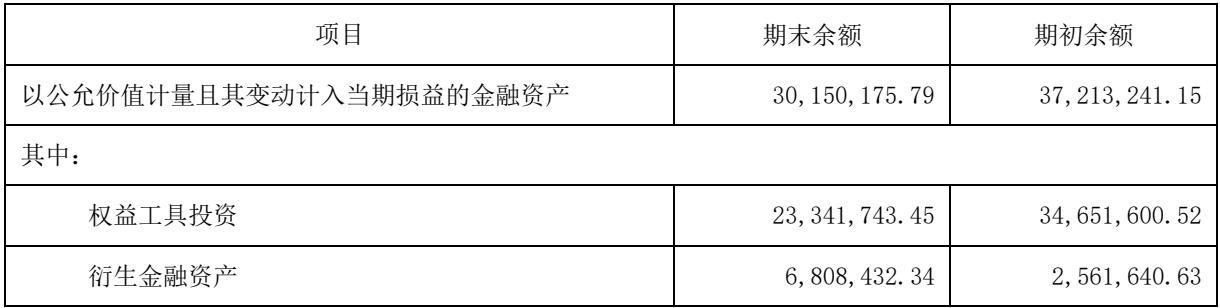 项目 期末余额 期初余额
以公允价值计量且其变动计入当期损益的金融资产 30,150,175.79 37,213,241.15
其中：
权益工具投资 23,341,743.45 34,651,600.52
衍生金融资产 6,808,432.34 2,561,640.63